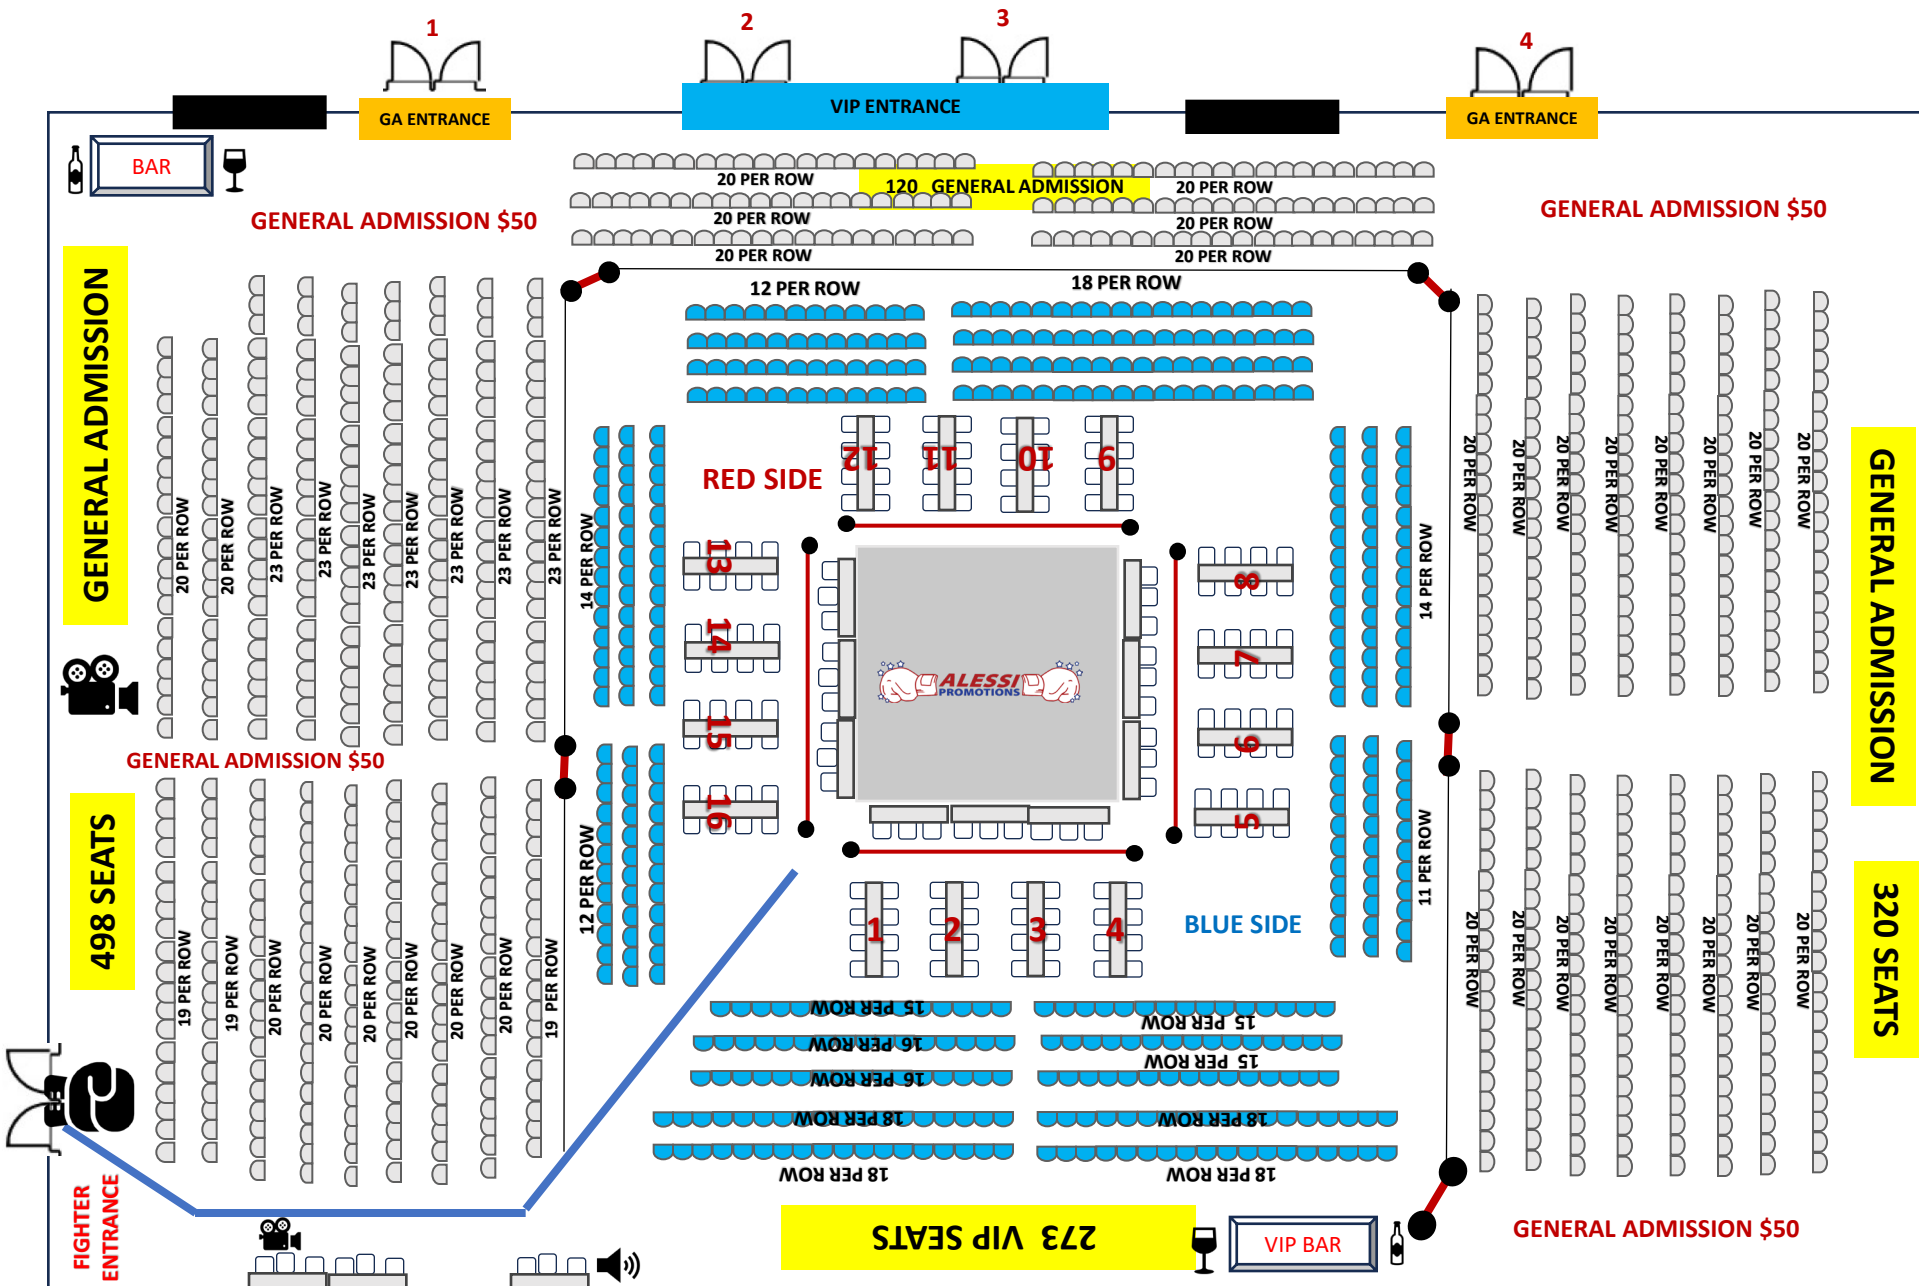 1
2
3
4
GA ENTRANCE
VIP ENTRANCE
GA ENTRANCE
BAR
20 PER ROW
120 GENERAL ADMISSION
20 PER ROW
GENERAL ADMISSION $50
20 PER ROW
20 PER ROW
GENERAL ADMISSION $50
20 PER ROW
20 PER ROW
GENERAL ADMISSION
12 PER ROW
18 PER ROW
20 PER ROW
20 PER ROW
23 PER ROW
23 PER ROW
23 PER ROW
23 PER ROW
23 PER ROW
23 PER ROW
23 PER ROW
14 PER ROW
RED SIDE
12
11
10
9
13
14
15
16
8
7
6
5
ALESSI
PROMOTIONS
14 PER ROW
20 PER ROW
20 PER ROW
20 PER ROW
20 PER ROW
20 PER ROW
20 PER ROW
20 PER ROW
20 PER ROW
GENERAL ADMISSION
GENERAL ADMISSION $50
498 SEATS
19 PER ROW
19 PER ROW
20 PER ROW
20 PER ROW
20 PER ROW
20 PER ROW
20 PER ROW
20 PER ROW
19 PER ROW
12 PER ROW
1
2
3
4
BLUE SIDE
11 PER ROW
20 PER ROW
20 PER ROW
20 PER ROW
20 PER ROW
20 PER ROW
20 PER ROW
20 PER ROW
20 PER ROW
320 SEATS
15 PER ROW
15 PER ROW
16 PER ROW
15 PER ROW
16 PER ROW
18 PER ROW
18 PER ROW
18 PER ROW
18 PER ROW
FIGHTER
ENTRANCE
273 VIP SEATS
VIP BAR
GENERAL ADMISSION $50